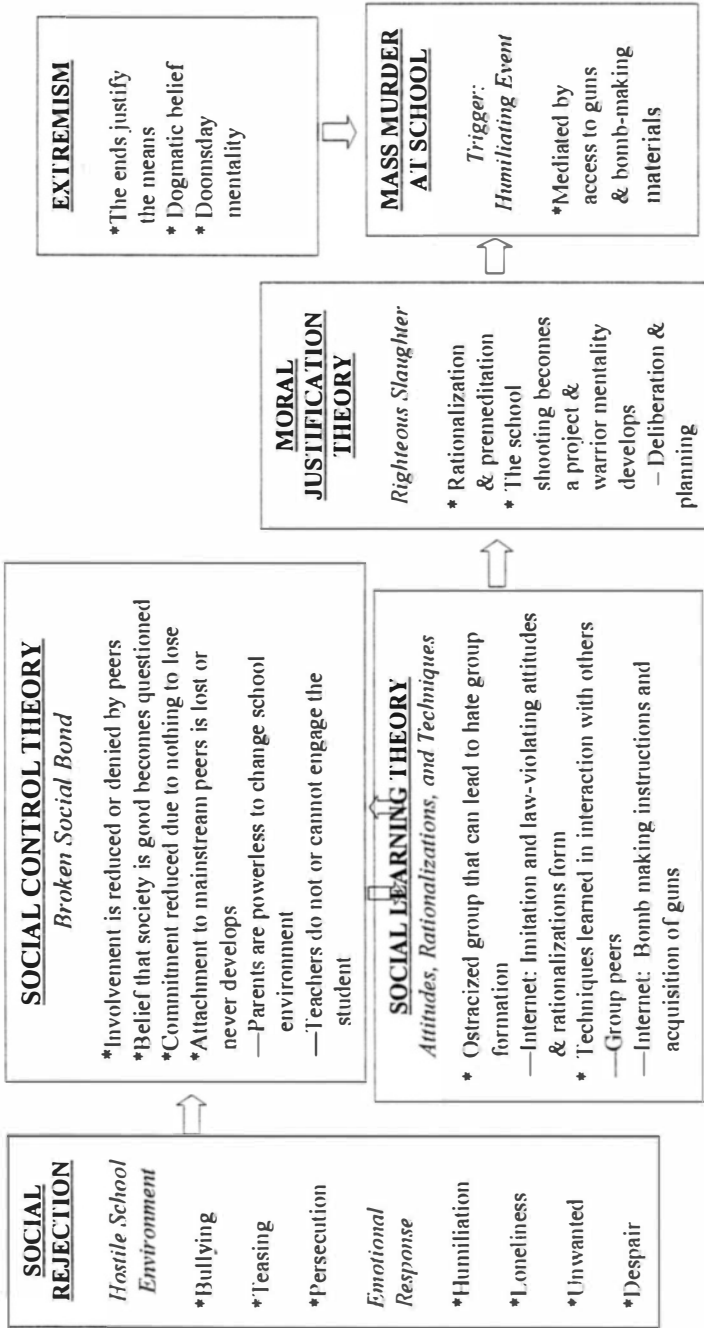 SOCIAL
REJECTION
Hostile School
Environment
*Bullying
*Teasing
*Persecution
Emotional
Response
*Humiliation
*Loneliness
*Unwanted
*Despair
SOCIAL CONTROL THEORY
Broken Social Bond
*Involvement is reduced or denied by peers
*Belief that society is good becomes questioned
*Commitment reduced due to nothing to lose
*Attachment to mainstream peers is lost or
never develops
—Parents are powerless to change school
environment
—Teachers do not or cannot engage the
student
SOCIAL LEARNING THEORY
Attitudes, Rationalizations, and Techniques
* Ostracized group that can lead to hate group
formation
—Internet: Imitation and law-violating attitudes
& rationalizations form
* Techniques learned in interaction with others
—Group peers
—Internet: Bomb making instructions and
acquisition of guns
MORAL
JUSTIFICATION
THEORY
Righteous Slaughter
* Rationalization
& premeditation
* The school
shooting becomes
a project &
warrior mentality
develops
– Deliberation &
planning
EXTREMISM
*The ends justify
the means
* Dogmatic belief
* Doomsday
mentality
MASS MURDER
AT SCHOOL
Trigger:
Humiliating Event
*Mediated by
access to guns
& bomb-making
materials